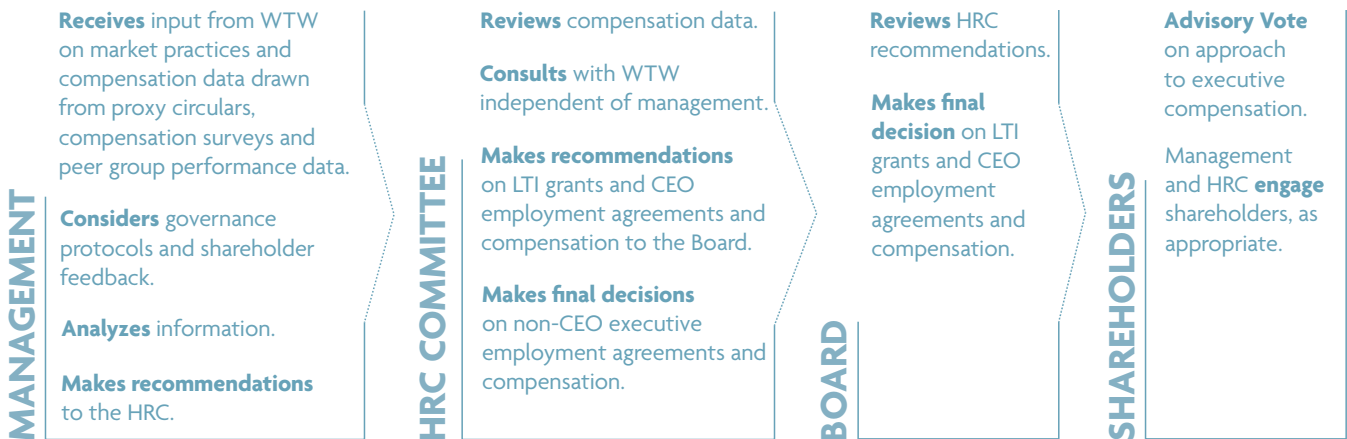 MANAGEMENT
Receives input from WTW
on market practices and
compensation data drawn
from proxy circulars,
compensation surveys and
peer group performance data.
Considers governance
protocols and shareholder
feedback.
Analyzes information.
Makes recommendations
to the HRC.
HRC COMMITTEE
Reviews compensation data.
Consults with WTW
independent of management.
Makes recommendations
on LTI grants and CEO
employment agreements and
compensation to the Board.
Makes final decisions
on non-CEO executive
employment agreements and
compensation.
BOARD
Reviews HRC
recommendations.
Makes final
decision on LTI
grants and CEO
employment
agreements and
compensation.
SHAREHOLDERS
Advisory Vote
on approach
to executive
compensation.
Management
and HRC engage
shareholders, as
appropriate.